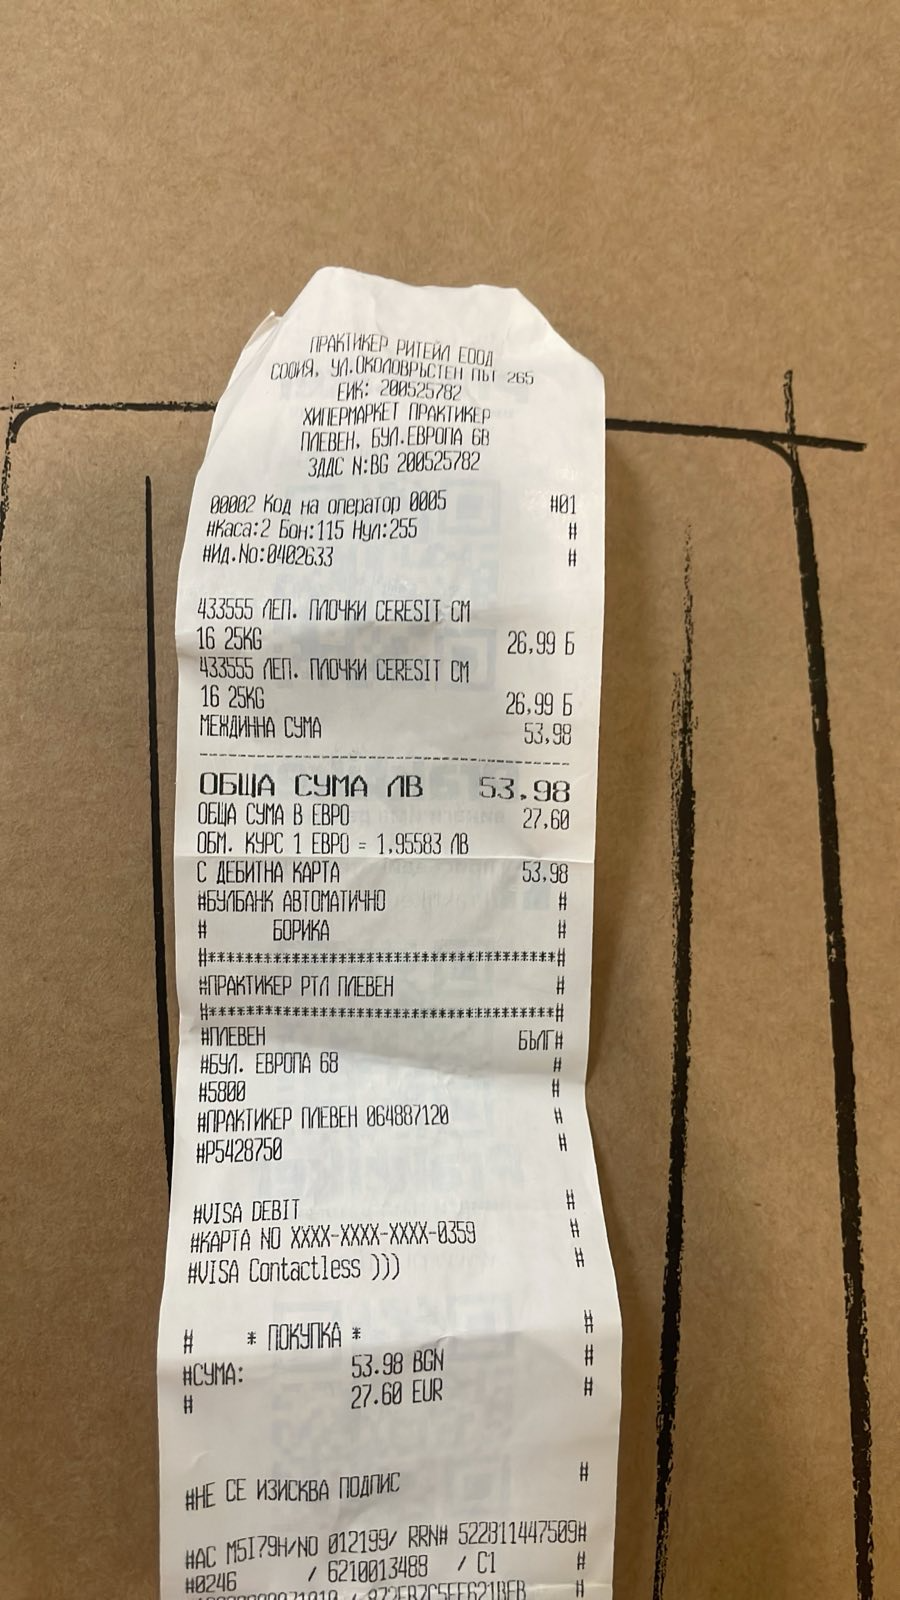 ПРАКТИКЕР РИТЕЙЛ ЕООД
СОФИЯ, УЛ.ОКОЛОВРЪСТЕН ПЪТ 265
ЕИК: 200525782
ХИПЕРМАРКЕТ ПРАКТИКЕР
ПЛЕВЕН, БУЛ.ЕВРОПА 68
ЗДДС N:BG 200525782
00002 Код на оператор 0005 #01
#Каса:2 Бон:115 Нул:255 #
#Ид.No:0402633 #
433555 ЛЕП. ПЛОЧКИ CERESIT CM
16 25KG 26,99 Б
433555 ЛЕП. ПЛОЧКИ CERESIT CM
16 25KG 26,99 Б
МЕЖДИННА СУМА 53,98
ОБЩА СУМА ЛВ 53,98
ОБЩА СУМА В ЕВРО 27,60
ОБМ. КУРС 1 ЕВРО = 1,95583 ЛВ
С ДЕБИТНА КАРТА 53,98
#БУЛБАНК АВТОМАТИЧНО #
# БОРИКА #
#**********************************#
#ПРАКТИКЕР РТЛ ПЛЕВЕН #
#**********************************#
#ПЛЕВЕН БЪЛГ#
#БУЛ. ЕВРОПА 68 #
#5800 #
#ПРАКТИКЕР ПЛЕВЕН 064887120 #
#P5428750 #
#VISA DEBIT #
#КАРТА NO XXXX-XXXX-XXXX-0359 #
#VISA Contactless ))) #
# * ПОКУПКА * #
#СУМА: 53.98 BGN #
# 27.60 EUR #
#НЕ СЕ ИЗИСКВА ПОДПИС #
#AC M5I79H/NO 012199/ RRN# 522811447509#
#0246 / 6210013488 / C1 #